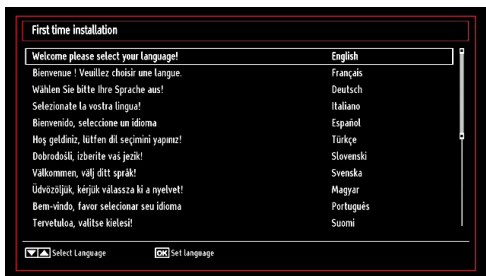 First time installation
Welcome please select your language! English
Bienvenue ! Veuillez choisir une langue. Français
Wählen Sie bitte Ihre Sprache aus! Deutsch
Selezionate la vostra lingua! Italiano
Bienvenido, seleccione un idioma Español
Hoş geldiniz, lütfen dil seçimini yapınız! Türkçe
Dobrodošli, izberite vaš jezik! Slovenski
Välkommen, välj ditt språk! Svenska
Üdvözöljük, kérjük válassza ki a nyelvet! Magyar
Bem-vindo, favor selecionar seu idioma Português
Tervetuloa, valitse kielesi! Suomi
Select Language OK Set language